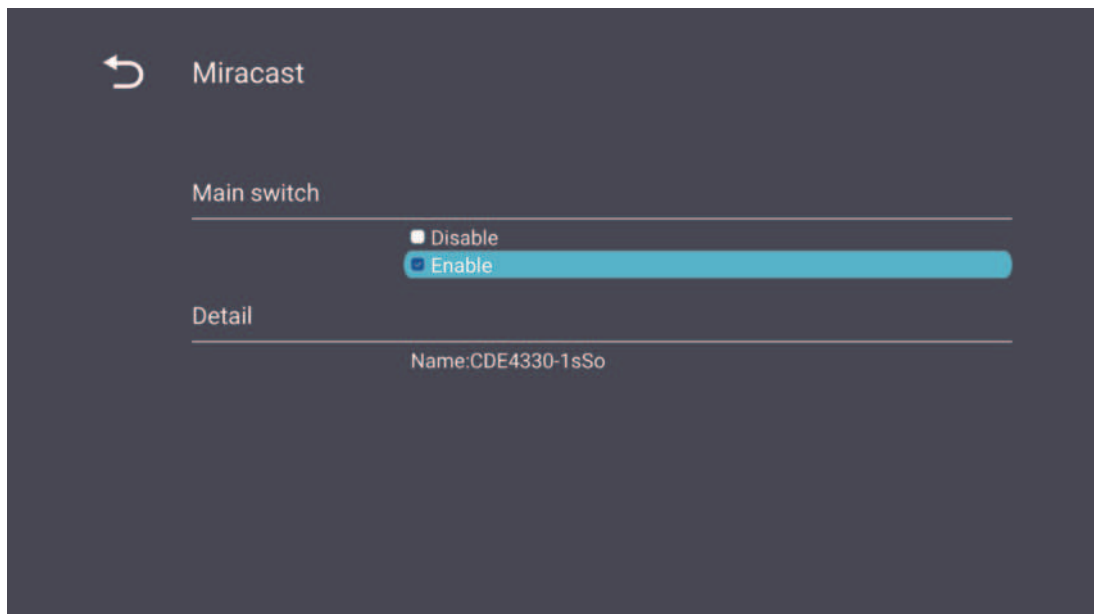 Miracast
Main switch
Disable
Enable
Detail
Name:CDE4330-1sSo